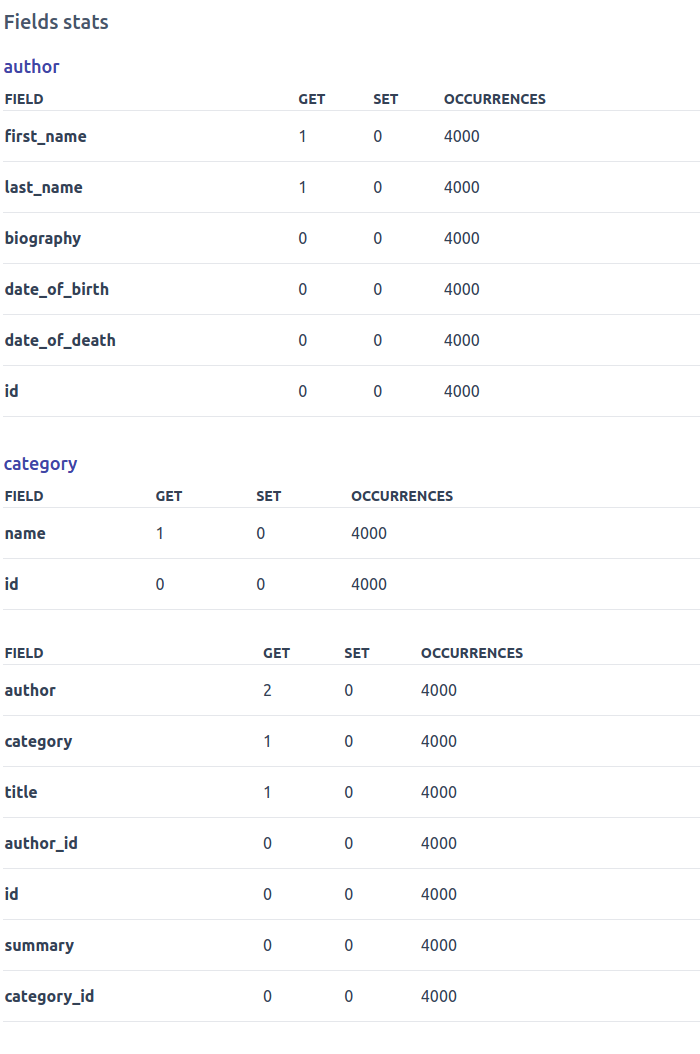 Fields stats
author
FIELD GET SET OCCURRENCES
first_name 1 0 4000
last_name 1 0 4000
biography 0 0 4000
date_of_birth 0 0 4000
date_of_death 0 0 4000
id 0 0 4000
category
FIELD GET SET OCCURRENCES
name 1 0 4000
id 0 0 4000
FIELD GET SET OCCURRENCES
author 2 0 4000
category 1 0 4000
title 1 0 4000
author_id 0 0 4000
id 0 0 4000
summary 0 0 4000
category_id 0 0 4000